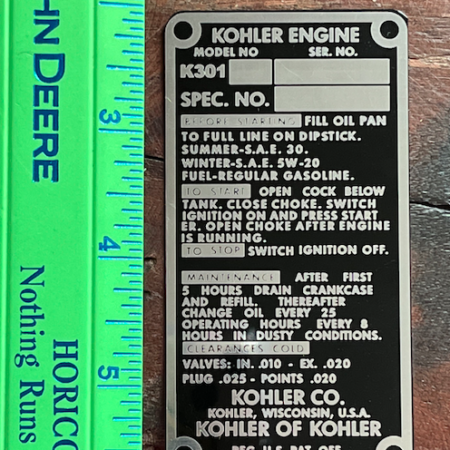 HN DEERE
HORICO
Nothing Runs
3
4
5
KOHLER ENGINE
MODEL NO SER. NO.
K301
SPEC. NO.
BEFORE STARTING FILL OIL PAN
TO FULL LINE ON DIPSTICK.
SUMMER-S.A.E. 30.
WINTER-S.A.E. 5W-20
FUEL-REGULAR GASOLINE.
TO START OPEN COCK BELOW
TANK. CLOSE CHOKE. SWITCH
IGNITION ON AND PRESS START
ER. OPEN CHOKE AFTER ENGINE
IS RUNNING.
TO STOP SWITCH IGNITION OFF.
MAINTENANCE AFTER FIRST
5 HOURS DRAIN CRANKCASE
AND REFILL. THEREAFTER
CHANGE OIL EVERY 25
OPERATING HOURS EVERY 8
HOURS IN DUSTY CONDITIONS.
CLEARANCES COLD
VALVES: IN. .010 - EX. .020
PLUG .025 - POINTS .020
KOHLER CO.
KOHLER, WISCONSIN, U.S.A.
KOHLER OF KOHLER
REG. U.S. PAT. OFF.